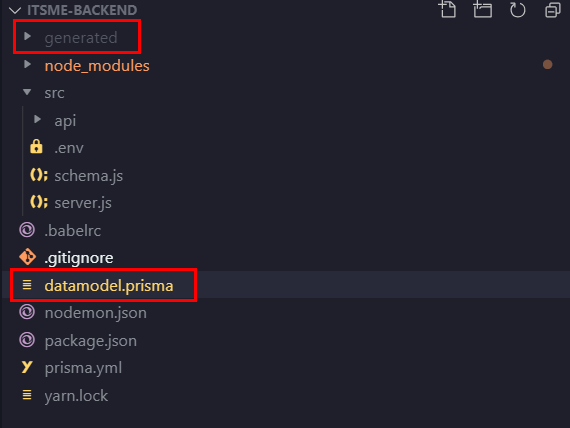 ITSME-BACKEND
generated
node_modules
src
api
.env
schema.js
server.js
.babelrc
.gitignore
datamodel.prisma
nodemon.json
package.json
prisma.yml
yarn.lock